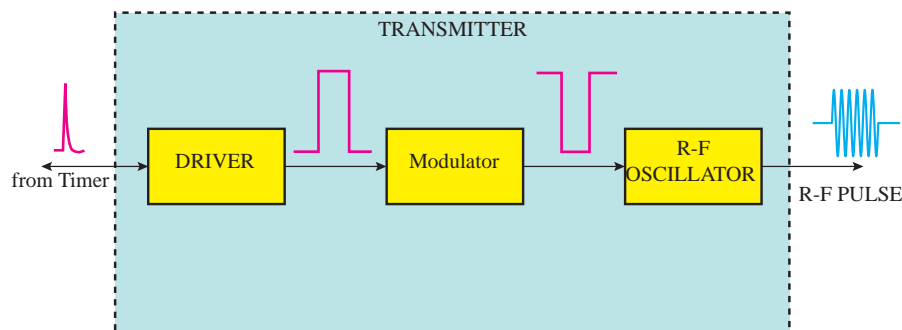 TRANSMITTER
from Timer
DRIVER
Modulator
R-F
OSCILLATOR
R-F PULSE